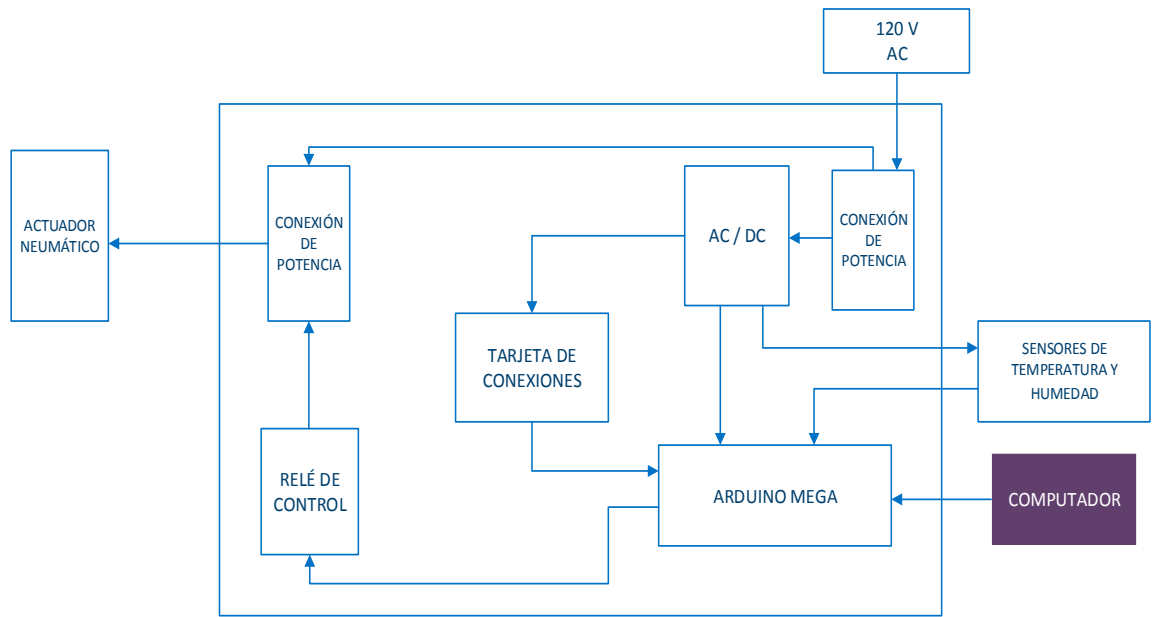 120 V
AC
ACTUADOR
NEUMÁTICO
CONEXIÓN
DE
POTENCIA
AC / DC
CONEXIÓN
DE
POTENCIA
TARJETA DE
CONEXIONES
SENSORES DE
TEMPERATURA Y
HUMEDAD
RELÉ DE
CONTROL
ARDUINO MEGA
COMPUTADOR